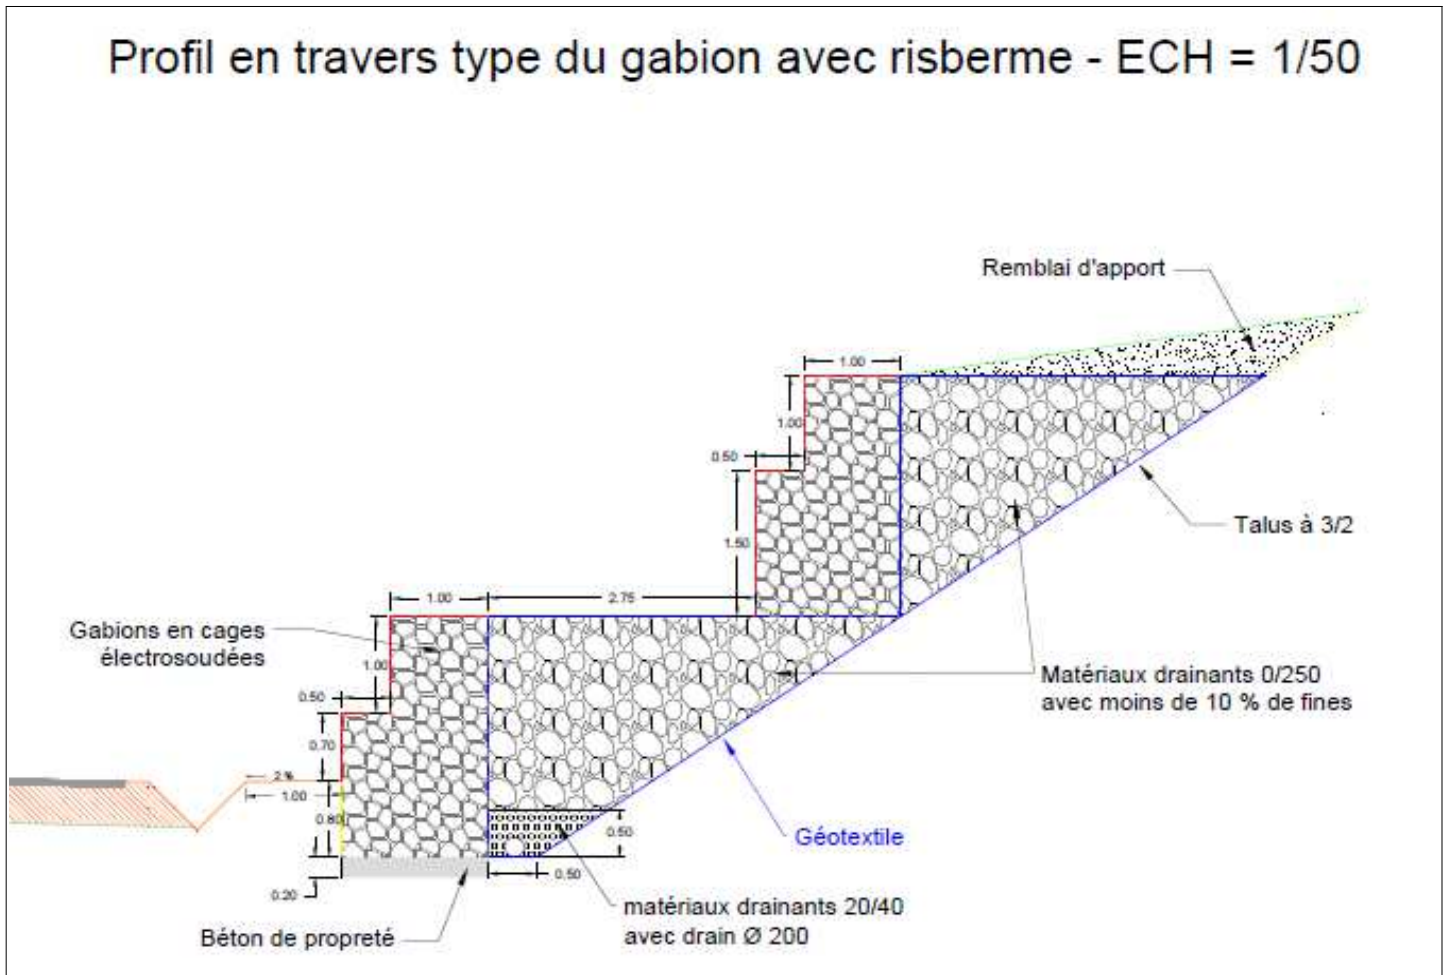 Profil en travers type du gabion avec risberme - ECH = 1/50
Remblai d'apport
1.00
1.00
0.50
Talus à 3/2
1.50
1.00
2.75
Gabions en cages
électrosoudées
1.00
Matériaux drainants 0/250
avec moins de 10 % de fines
0.50
0.70
2%
1.00
0.80
0.50
Géotextile
0.50
0.20
matériaux drainants 20/40
avec drain Ø 200
Béton de propreté